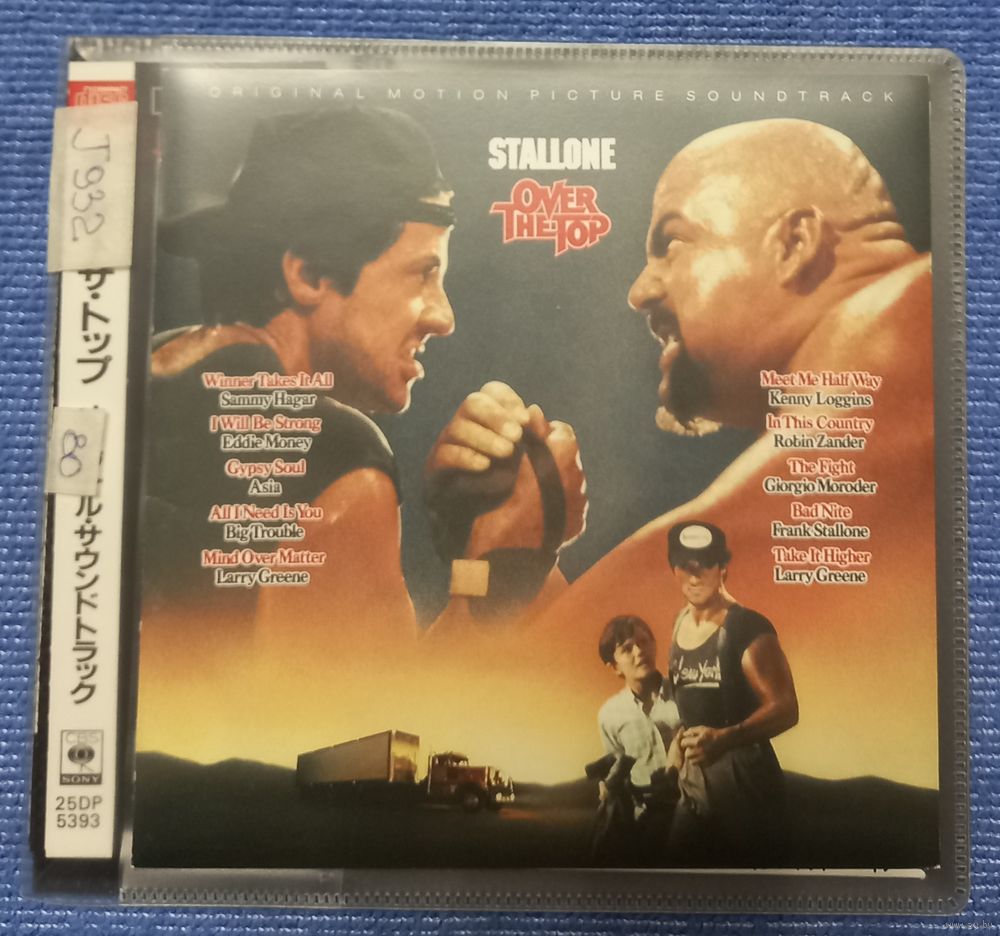 ORIGINAL MOTION PICTURE SOUNDTRACK
STALLONE
OVER
THE TOP
Winner Takes It All
Sammy Hagar
I Will Be Strong
Eddie Money
Gypsy Soul
Asia
All I Need Is You
Big Trouble
Mind Over Matter
Larry Greene
Meet Me Half Way
Kenny Loggins
In This Country
Robin Zander
The Fight
Giorgio Moroder
Bad Nite
Frank Stallone
Take It Higher
Larry Greene
New York
J932
80
ザ・トップ
ル・サウンドトラック
CBS
SONY
25DP
5393